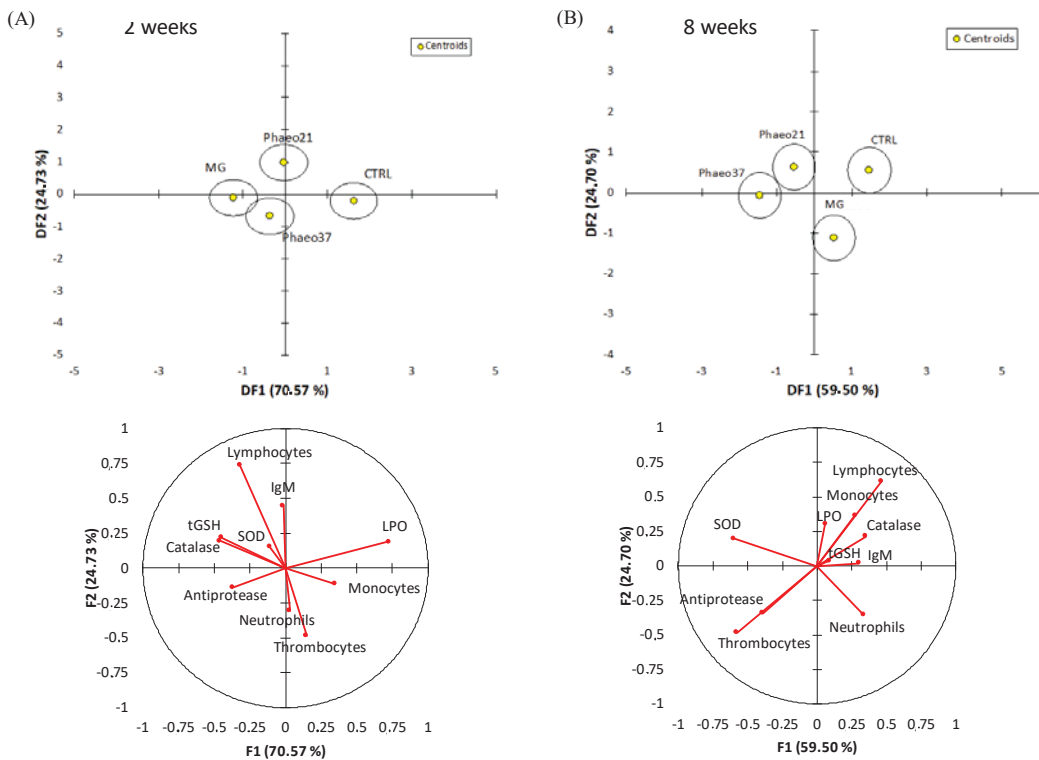 (A)
2 weeks
Centroids
5
4
3
2
1
0
-1
-2
-3
-4
-5
DF2 (24.73 %)
Phaeo21
MG
CTRL
Phaeo37
-5 -3 -1 1 3 5
DF1 (70.57 %)
(B)
8 weeks
Centroids
4
3
2
1
0
-1
-2
-3
-4
DF2 (24.70 %)
Phaeo21
CTRL
Phaeo37
MG
-5 -3 -1 1 3 5
DF1 (59.50 %)
1
0.75
0.5
0.25
0
-0.25
-0.5
-0.75
-1
F2 (24.73 %)
Lymphocytes
IgM
LPO
tGSH
SOD
Catalase
Antiprotease
Monocytes
Neutrophils
Thrombocytes
-1 -0.75 -0.5 -0.25 0 0.25 0.5 0.75 1
F1 (70.57 %)
1
0.75
0.5
0.25
0
-0.25
-0.5
-0.75
-1
F2 (24.70 %)
Lymphocytes
Monocytes
LPO
SOD
Catalase
tGSH
IgM
Antiprotease
Neutrophils
Thrombocytes
-1 -0.75 -0.5 -0.25 0 0.25 0.5 0.75 1
F1 (59.50 %)